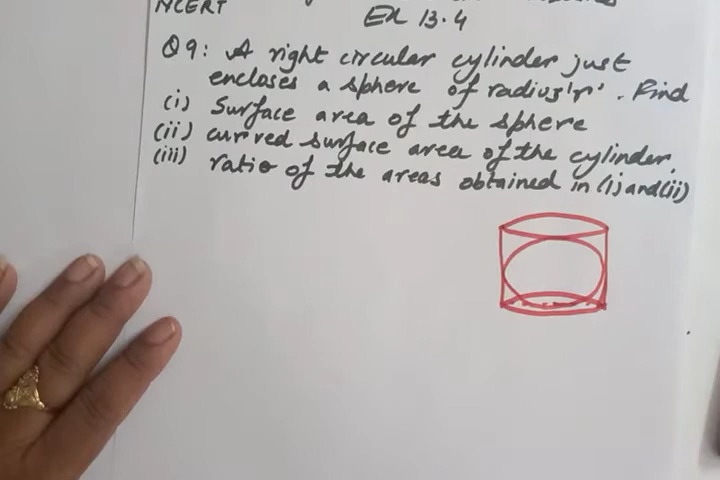 NCERT
Ex 13.4
Q9: A right circular cylinder just
encloses a sphere of radius 'r'. Find
(i) Surface area of the sphere
(ii) curved surface area of the cylinder.
(iii) ratio of the areas obtained in (i) and (ii)